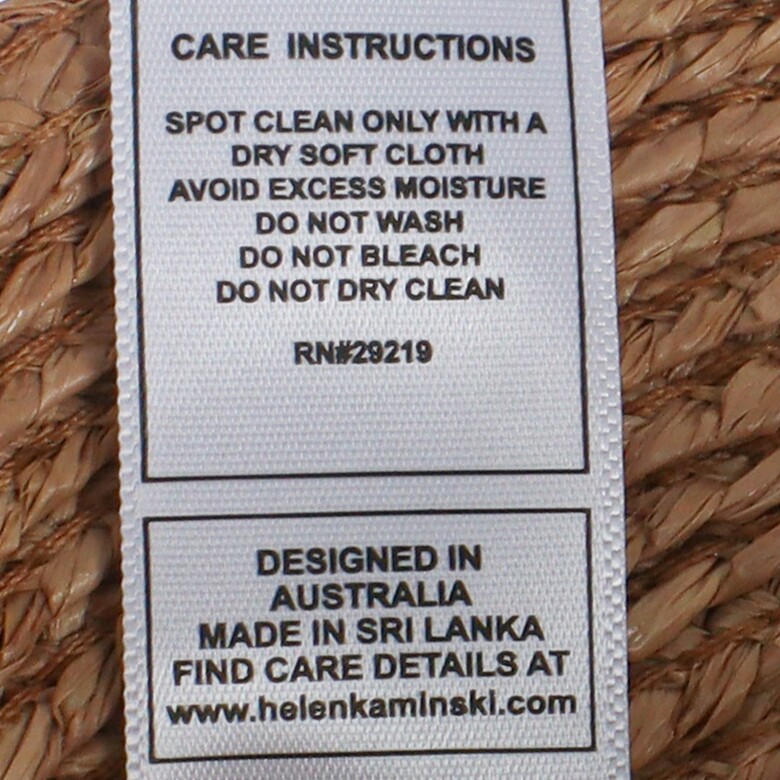 CARE INSTRUCTIONS
SPOT CLEAN ONLY WITH A
DRY SOFT CLOTH
AVOID EXCESS MOISTURE
DO NOT WASH
DO NOT BLEACH
DO NOT DRY CLEAN
RN#29219
DESIGNED IN
AUSTRALIA
MADE IN SRI LANKA
FIND CARE DETAILS AT
www.helenkaminski.com